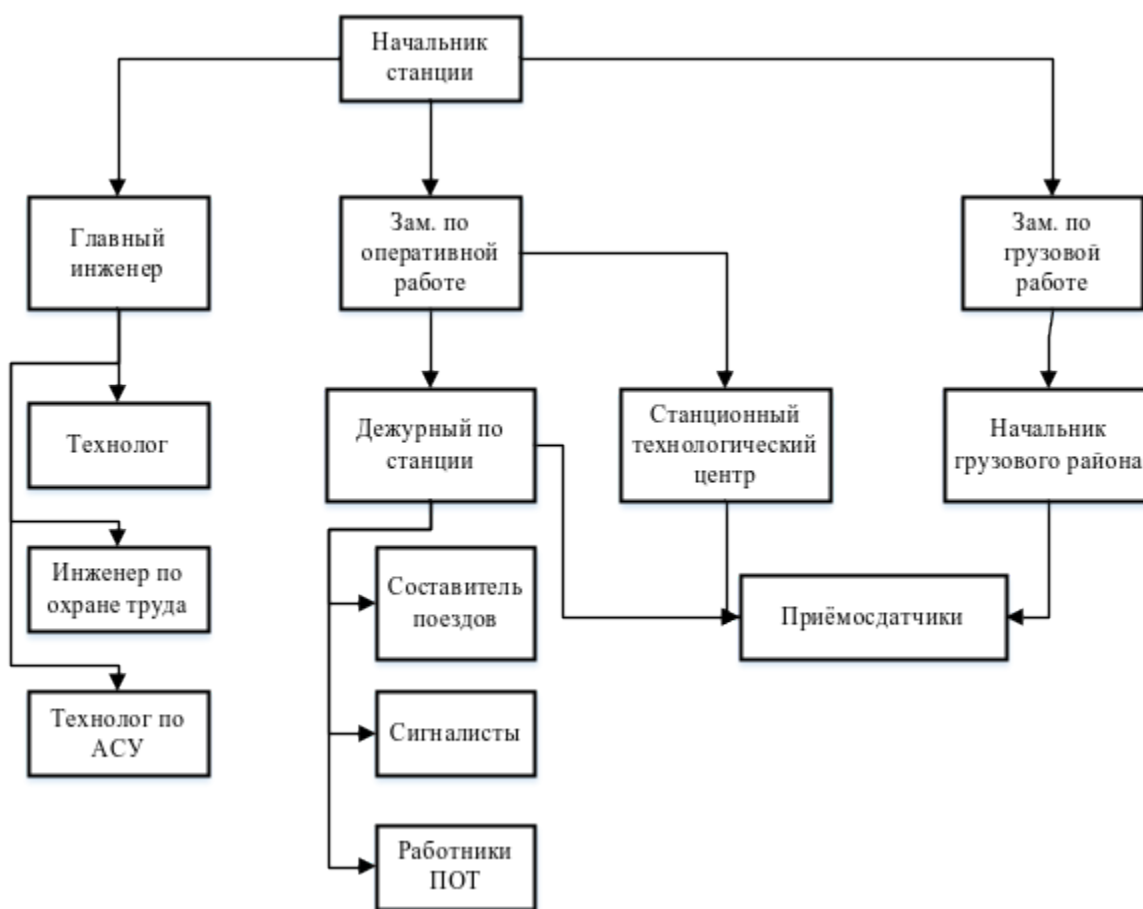 Начальник
станции
Главный
инженер
Зам. по
оперативной
работе
Зам. по
грузовой
работе
Технолог
Дежурный по
станции
Станционный
технологический
центр
Начальник
грузового района
Инженер по
охране труда
Составитель
поездов
Приёмосдатчики
Технолог по
АСУ
Сигналисты
Работники
ПОТ